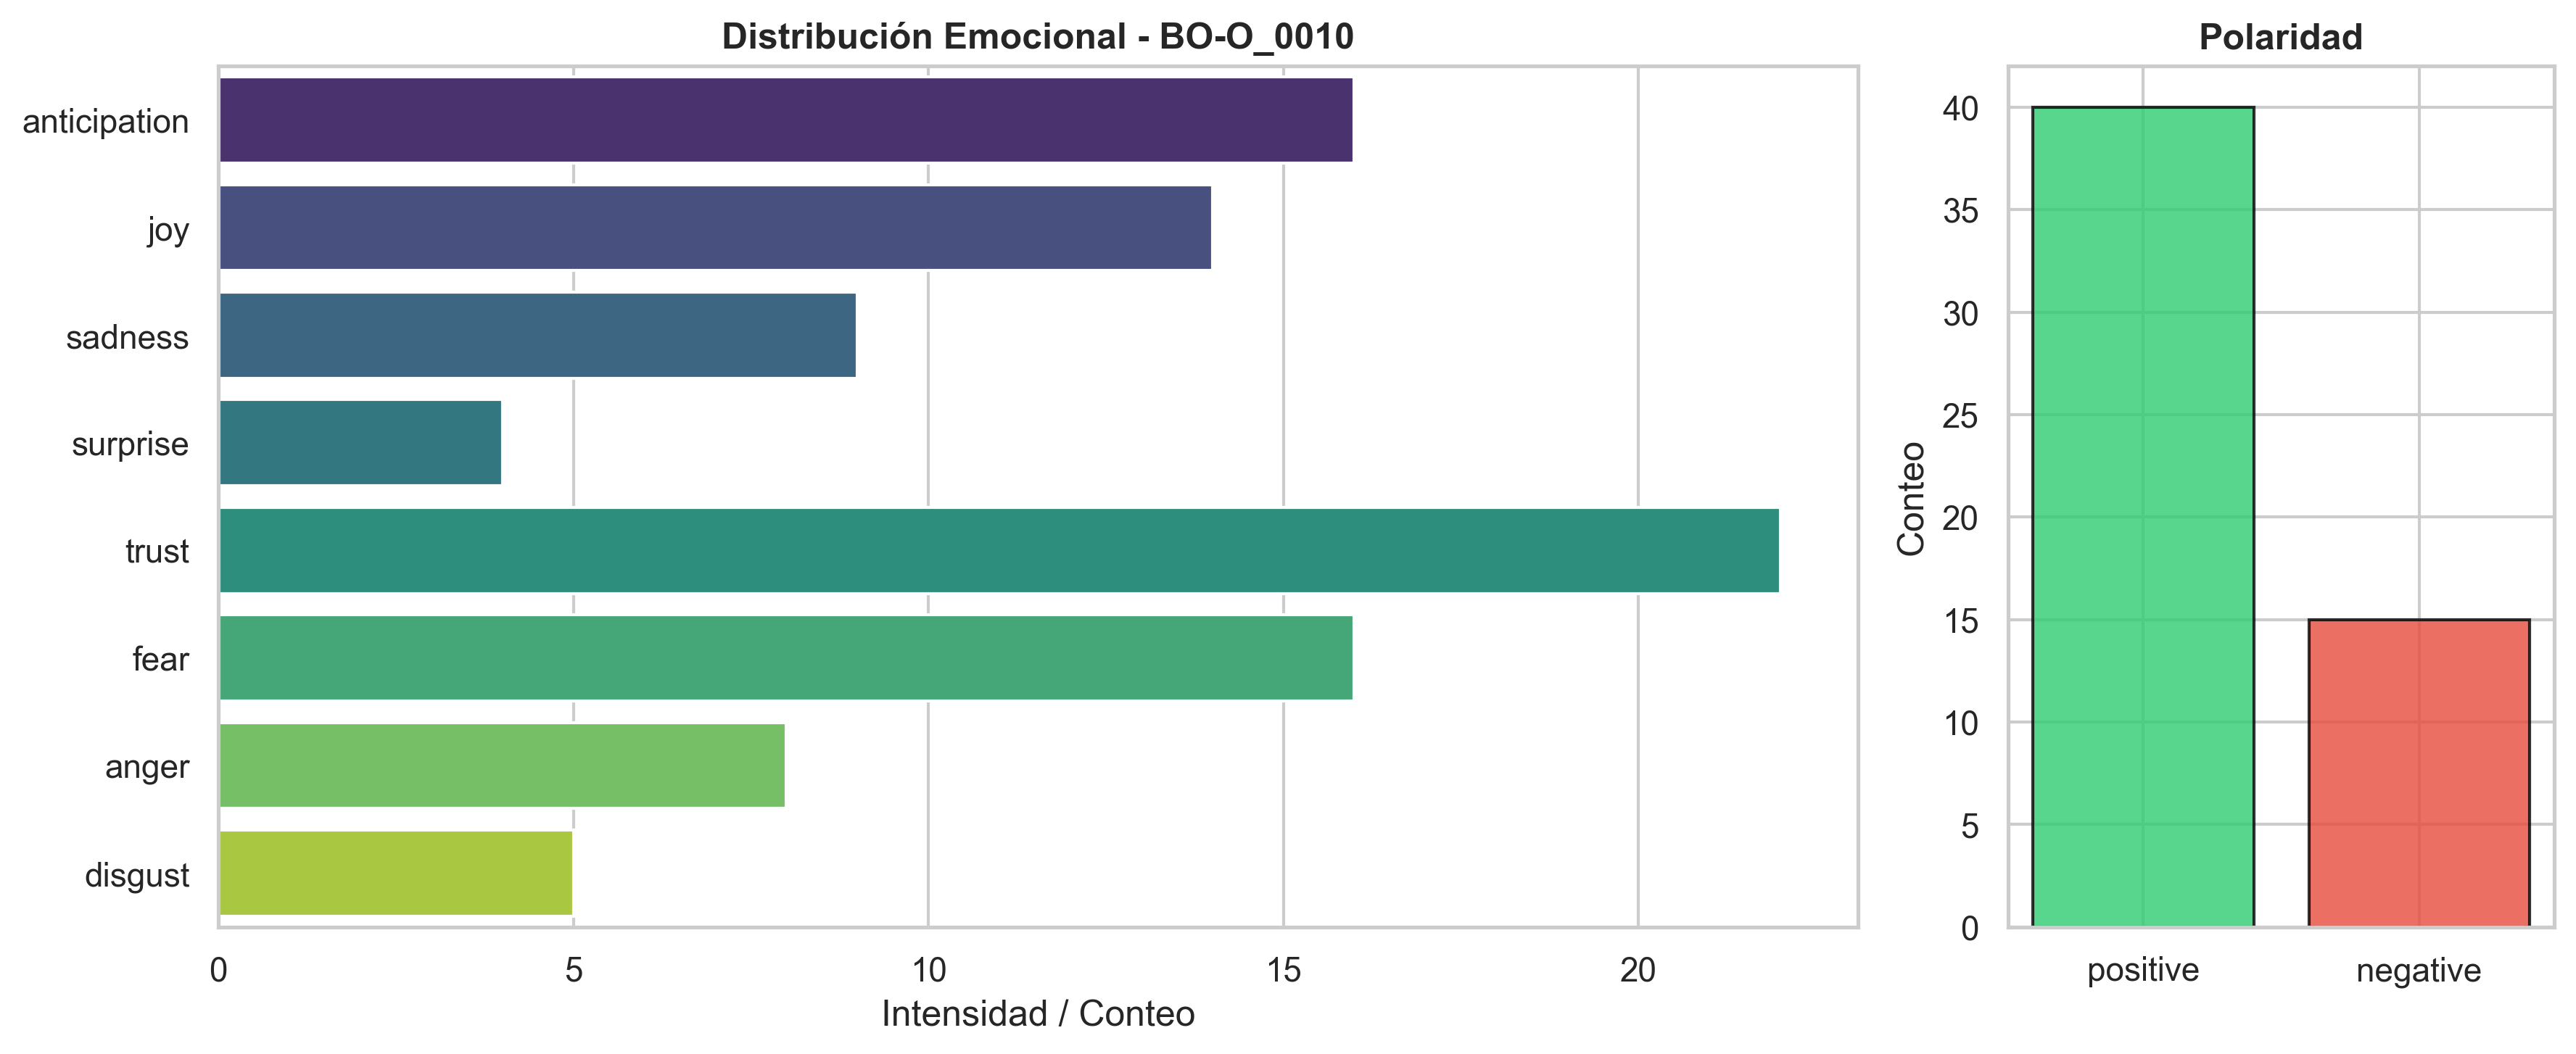 Distribución Emocional - BO-O_0010
anticipation
joy
sadness
surprise
trust
fear
anger
disgust
0 5 10 15 20
Intensidad / Conteo
Polaridad
Conteo
40
35
30
25
20
15
10
5
0
positive negative